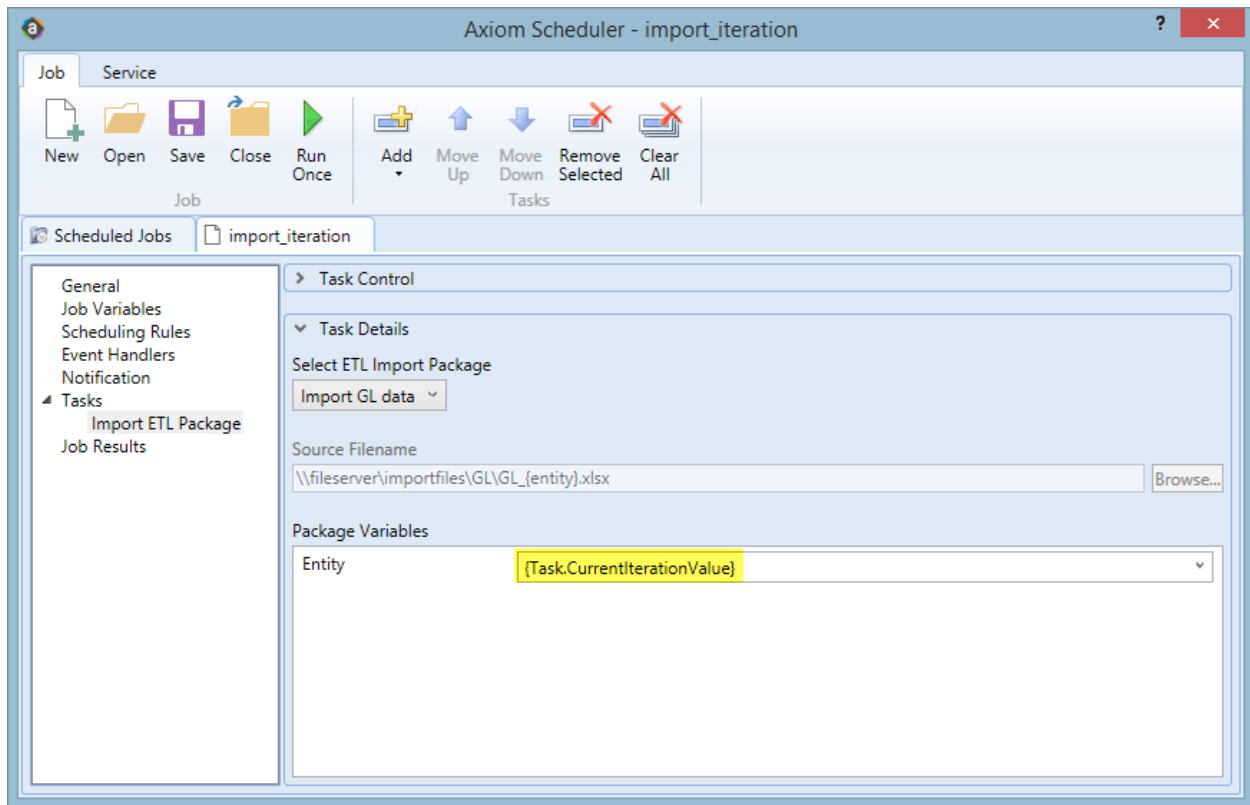 Axiom Scheduler - import_iteration
?
Job Service
New Open Save Close Run Once
Add Move Up Move Down Remove Selected Clear All
Job Tasks
Scheduled Jobs import_iteration
General
Job Variables
Scheduling Rules
Event Handlers
Notification
Tasks
Import ETL Package
Job Results
Task Control
Task Details
Select ETL Import Package
Import GL data
Source Filename
\\fileserver\importfiles\GL\GL_{entity}.xlsx Browse...
Package Variables
Entity {Task.CurrentIterationValue}